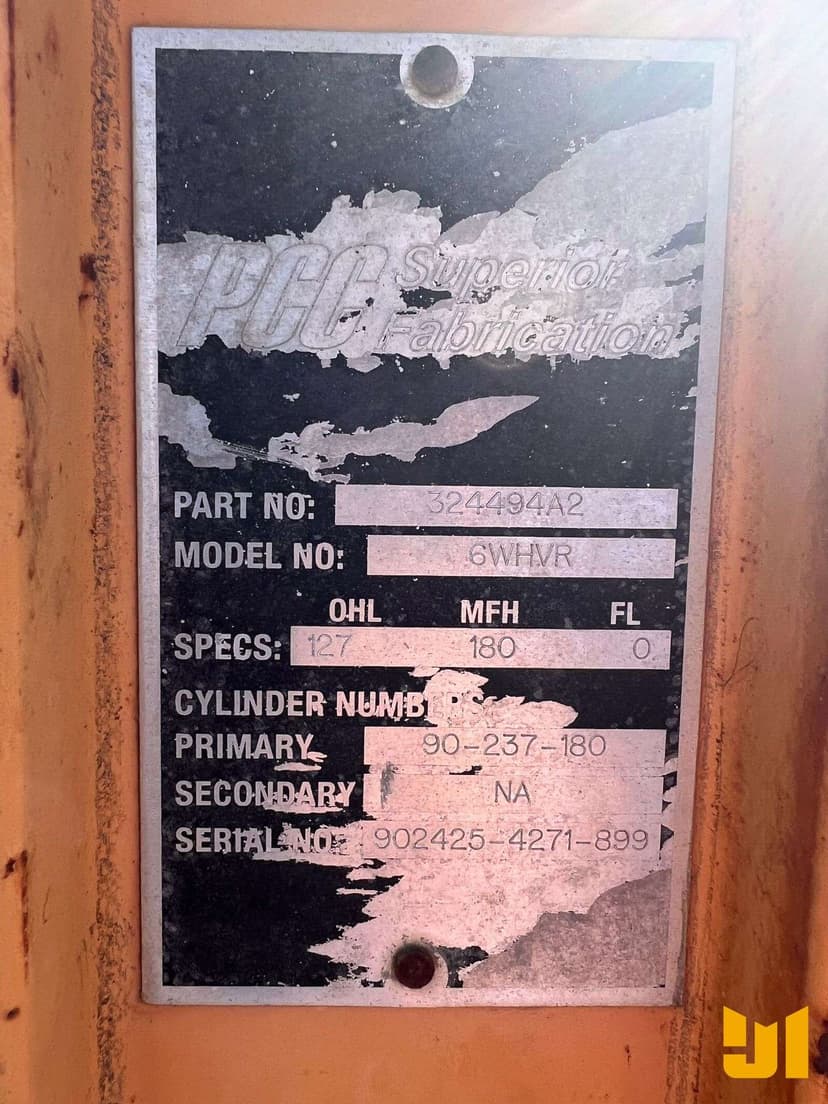 PCC Superior
Fabrication
PART NO: 324494A2
MODEL NO: 6WHVR
OHL MFH FL
SPECS: 127 180 0
CYLINDER NUMBERS
PRIMARY 90-237-180
SECONDARY NA
SERIAL NO: 902425-4271-899